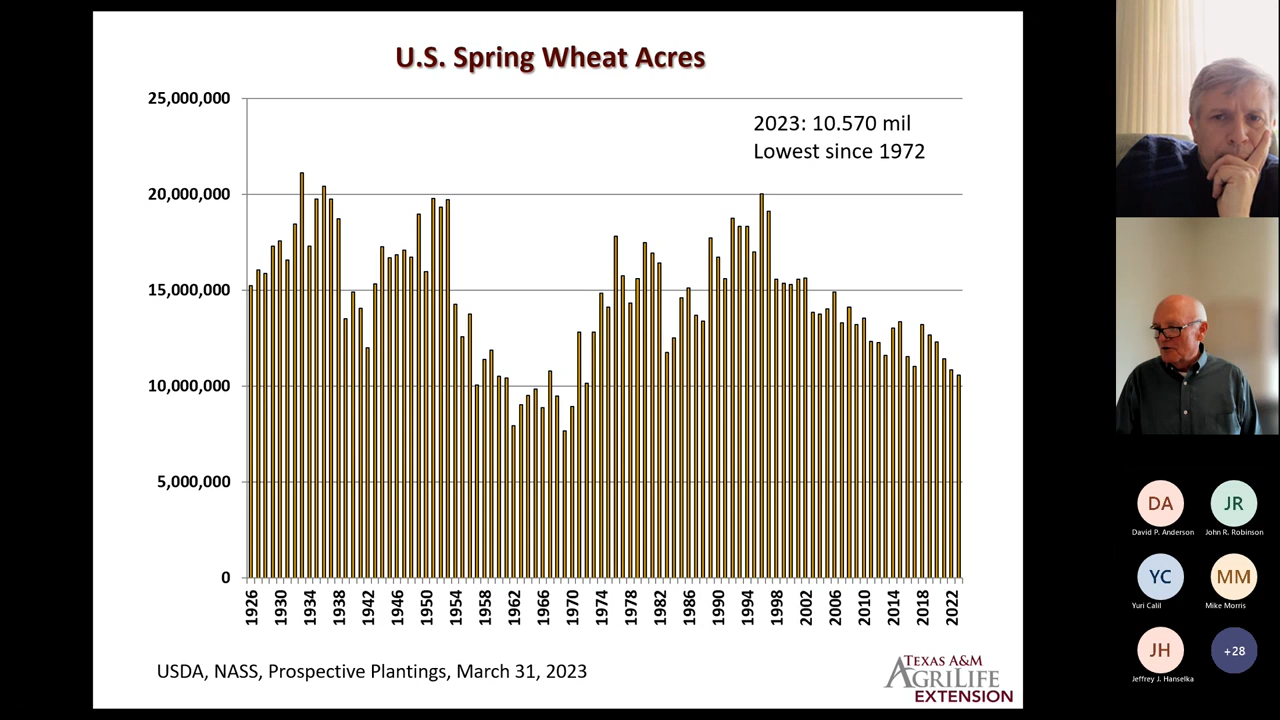 U.S. Spring Wheat Acres
25,000,000
20,000,000
15,000,000
10,000,000
5,000,000
0
2023: 10.570 mil
Lowest since 1972
1926
1930
1934
1938
1942
1946
1950
1954
1958
1962
1966
1970
1974
1978
1982
1986
1990
1994
1998
2002
2006
2010
2014
2018
2022
USDA, NASS, Prospective Plantings, March 31, 2023
TEXAS A&M
AGRILIFE
EXTENSION
DA
David P. Anderson
JR
John R. Robinson
YC
Yuri Calil
MM
Mike Morris
JH
Jeffrey J. Hanselka
+28